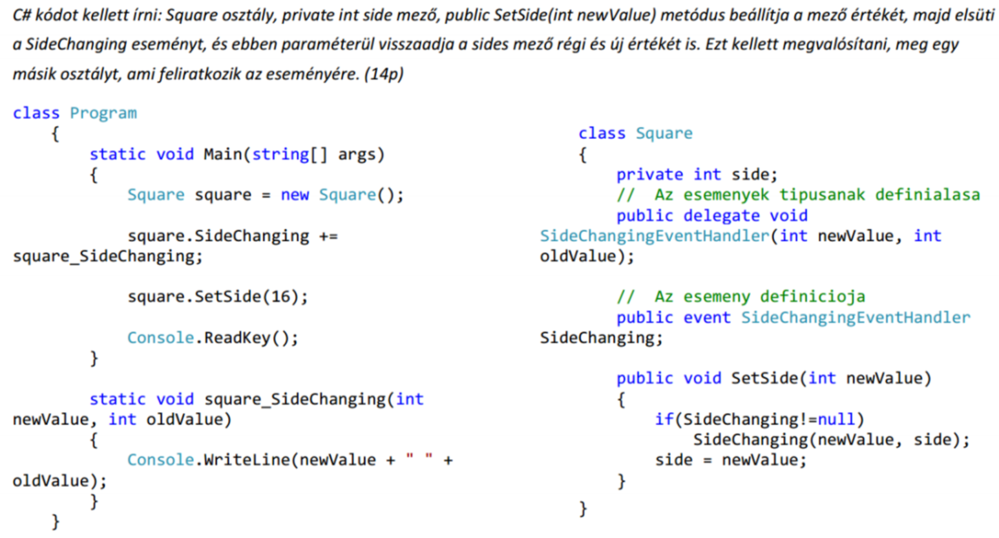 C# kódot kellett írni: Square osztály, private int side mező, public SetSide(int newValue) metódus beállítja a mező értékét, majd elsüti
a SideChanging eseményt, és ebben paraméterül visszaadja a sides mező régi és új értékét is. Ezt kellett megvalósítani, meg egy
másik osztályt, ami feliratkozik az eseményére. (14p)
class Program
{
static void Main(string[] args)
{
Square square = new Square();
square.SideChanging +=
square_SideChanging;
square.SetSide(16);
Console.ReadKey();
}
static void square_SideChanging(int
newValue, int oldValue)
{
Console.WriteLine(newValue + " " +
oldValue);
}
}
class Square
{
private int side;
// Az esemenyek tipusanak definialasa
public delegate void
SideChangingEventHandler(int newValue, int
oldValue);
// Az esemeny definicioja
public event SideChangingEventHandler
SideChanging;
public void SetSide(int newValue)
{
if(SideChanging!=null)
SideChanging(newValue, side);
side = newValue;
}
}